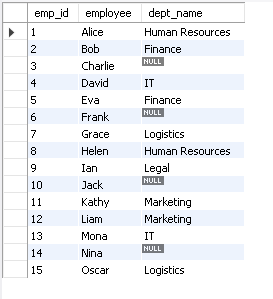 emp_id employee dept_name
1 Alice Human Resources
2 Bob Finance
3 Charlie NULL
4 David IT
5 Eva Finance
6 Frank NULL
7 Grace Logistics
8 Helen Human Resources
9 Ian Legal
10 Jack NULL
11 Kathy Marketing
12 Liam Marketing
13 Mona IT
14 Nina NULL
15 Oscar Logistics